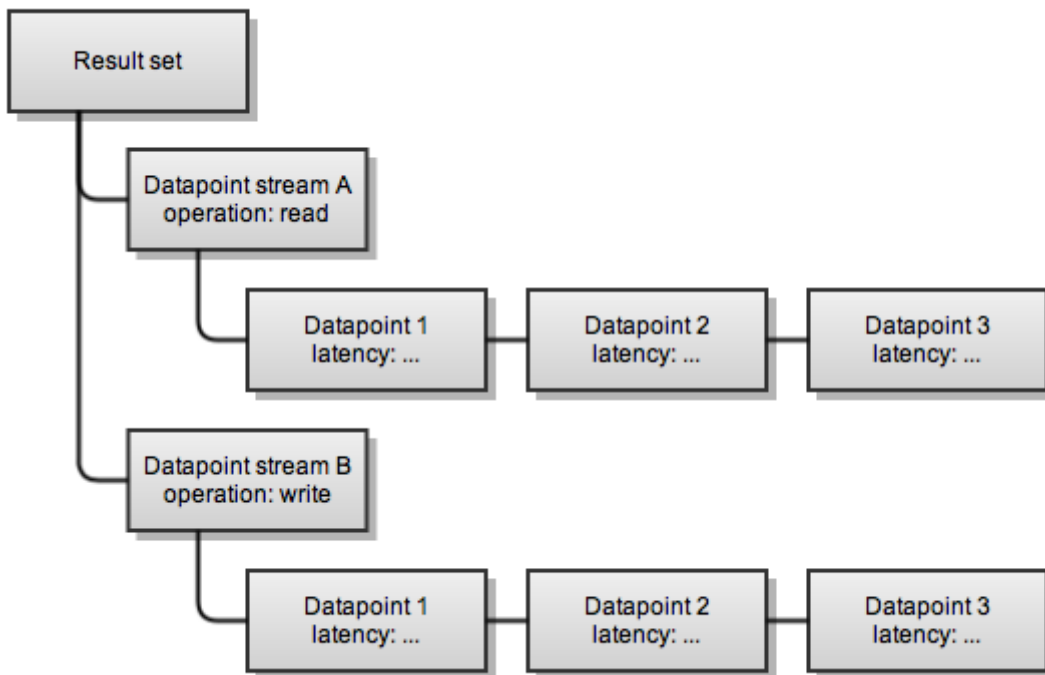 Result set
Datapoint stream A
operation: read
Datapoint 1
latency: ...
Datapoint 2
latency: ...
Datapoint 3
latency: ...
Datapoint stream B
operation: write
Datapoint 1
latency: ...
Datapoint 2
latency: ...
Datapoint 3
latency: ...